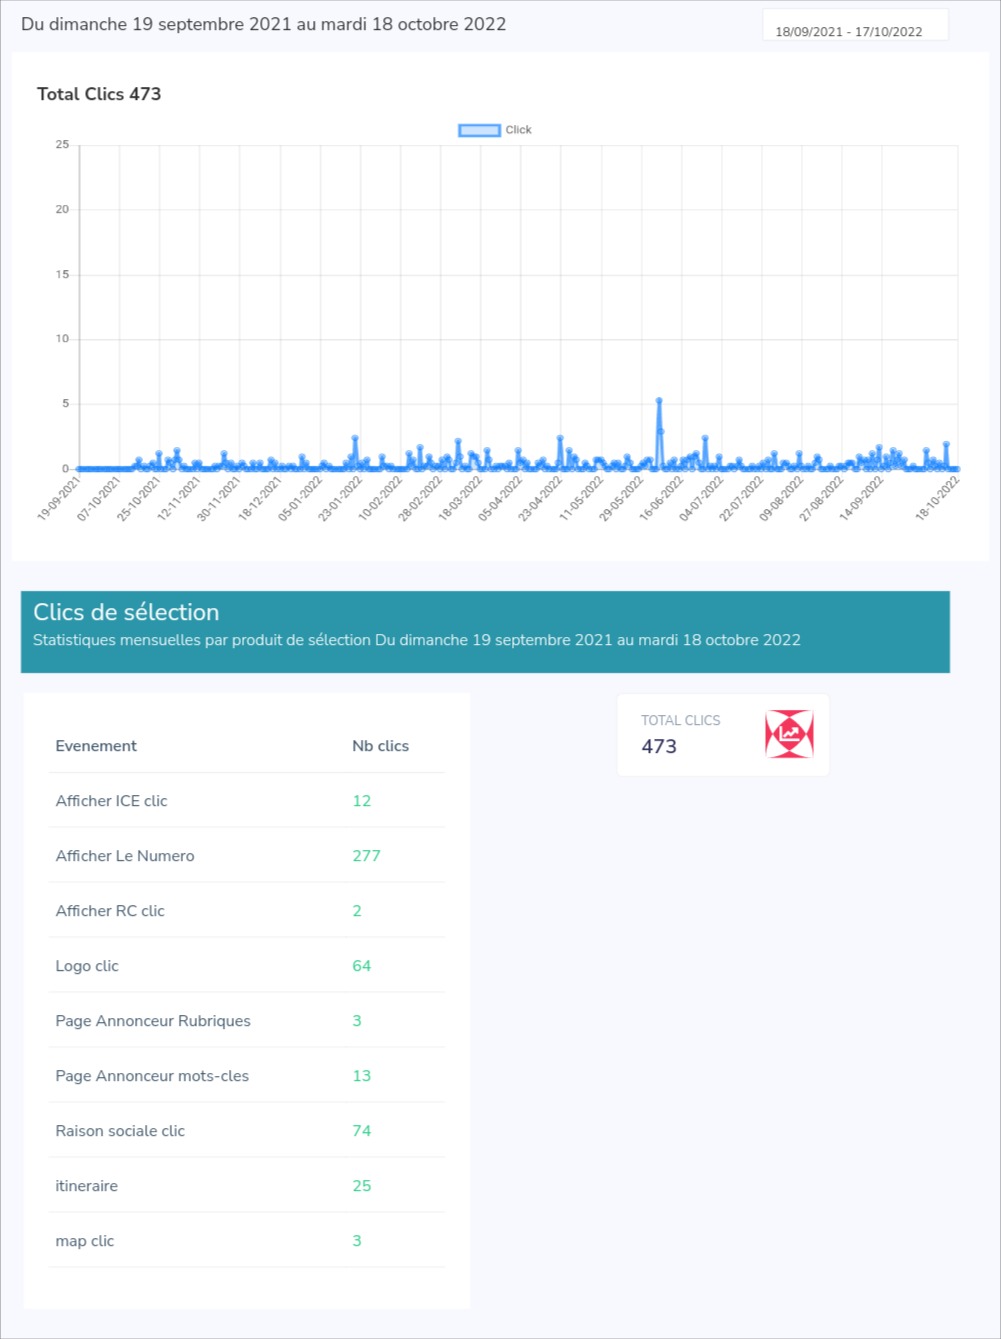 Du dimanche 19 septembre 2021 au mardi 18 octobre 2022
18/09/2021 - 17/10/2022
Total Clics 473
Click
25
20
15
10
5
0
19-09-2021
07-10-2021
25-10-2021
12-11-2021
30-11-2021
18-12-2021
05-01-2022
23-01-2022
10-02-2022
28-02-2022
18-03-2022
05-04-2022
23-04-2022
11-05-2022
29-05-2022
16-06-2022
04-07-2022
22-07-2022
09-08-2022
27-08-2022
14-09-2022
18-10-2022
Clics de sélection
Statistiques mensuelles par produit de sélection Du dimanche 19 septembre 2021 au mardi 18 octobre 2022
TOTAL CLICS
473
Evenement Nb clics
Afficher ICE clic 12
Afficher Le Numero 277
Afficher RC clic 2
Logo clic 64
Page Annonceur Rubriques 3
Page Annonceur mots-cles 13
Raison sociale clic 74
itineraire 25
map clic 3